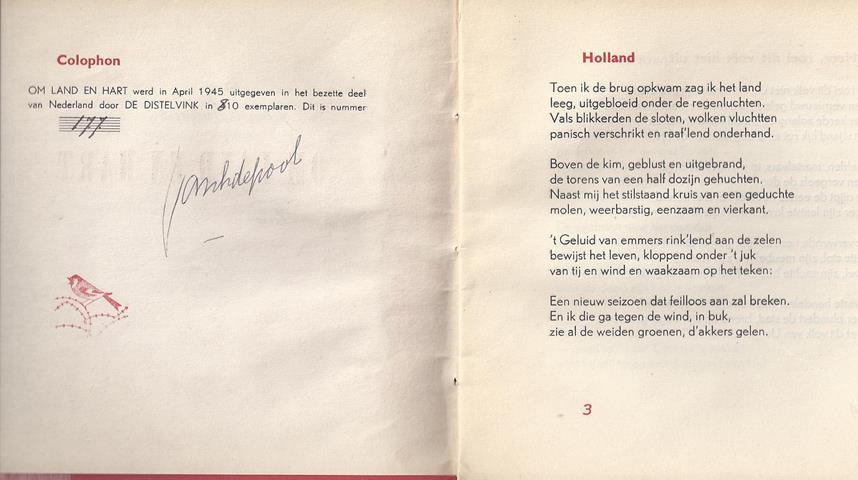 Colophon
OM LAND EN HART werd in April 1945 uitgegeven in het bezette deel
van Nederland door DE DISTELVINK in 810 exemplaren. Dit is nummer
177
Holland
Toen ik de brug opkwam zag ik het land
leeg, uitgebloeid onder de regenluchten.
Vals blikkerden de sloten, wolken vluchtten
panisch verschrikt en raaf'lend onderhand.
Boven de kim, geblust en uitgebrand,
de torens van een half dozijn gehuchten.
Naast mij het stilstaand kruis van een geduchte
molen, weerbarstig, eenzaam en vierkant.
't Geluid van emmers rink'lend aan de zelen
bewijst het leven, kloppend onder 't juk
van tij en wind en waakzaam op het teken:
Een nieuw seizoen dat feilloos aan zal breken.
En ik die ga tegen de wind, in buk,
zie al de weiden groenen, d'akkers gelen.
3